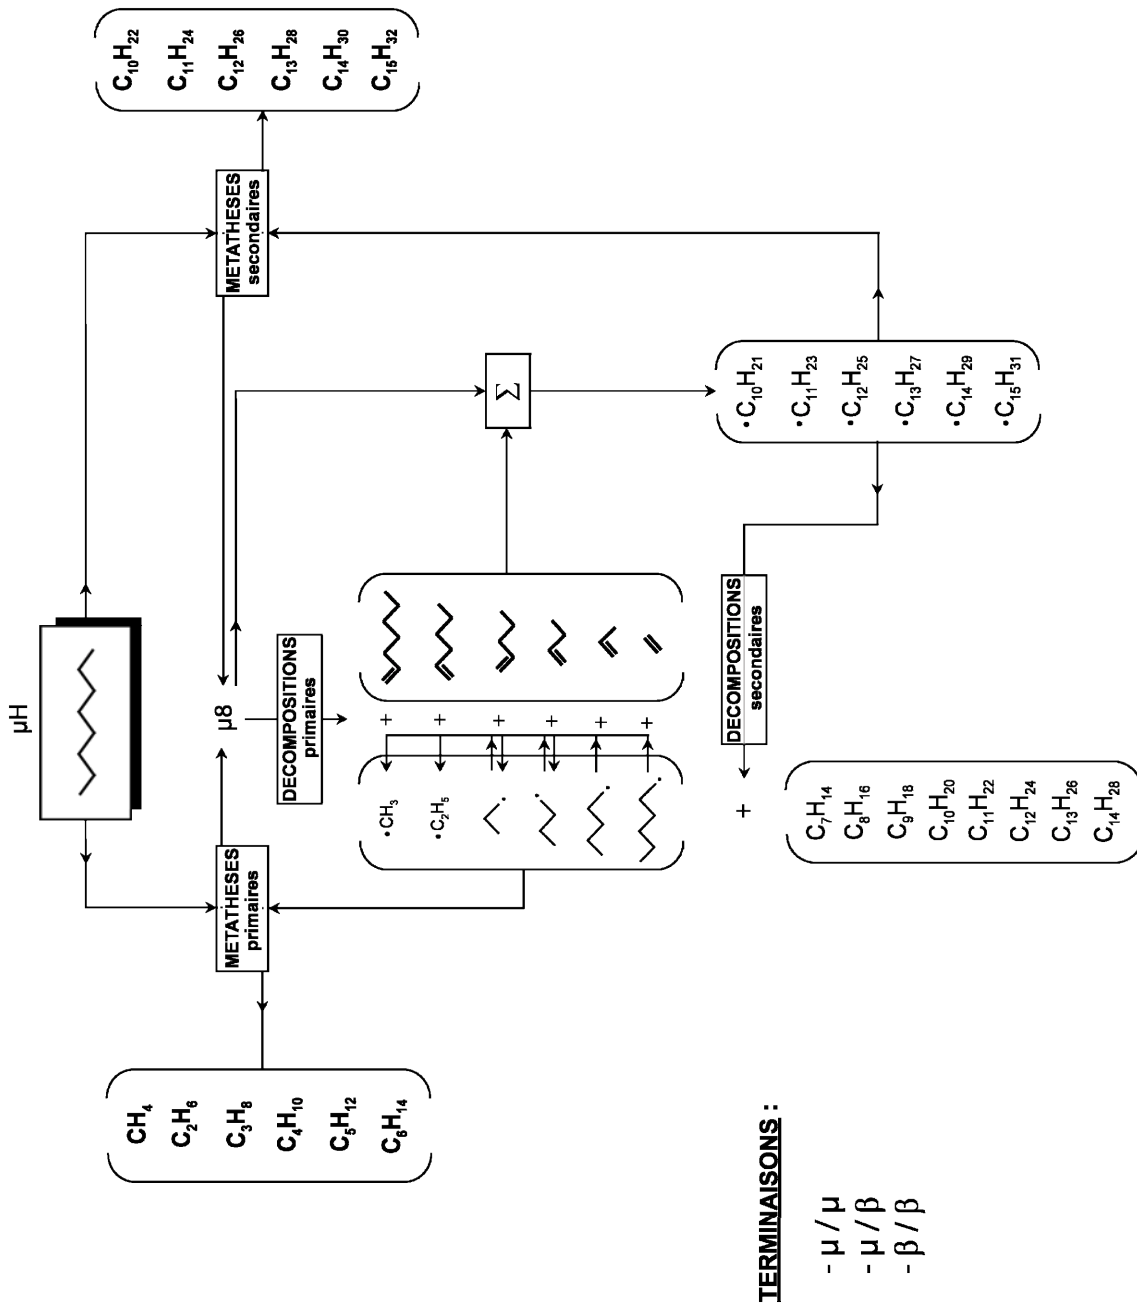 µH
CH₄
C₂H₆
C₃H₈
C₄H₁₀
C₅H₁₂
C₆H₁₄
METATHESES
primaires
µ8
METATHESES
secondaires
C₁₀H₂₂
C₁₁H₂₄
C₁₂H₂₆
C₁₃H₂₈
C₁₄H₃₀
C₁₅H₃₂
DECOMPOSITIONS
primaires
•CH₃ +
•C₂H₅ +
+
+
+
+
Σ
•C₁₀H₂₁
•C₁₁H₂₃
•C₁₂H₂₅
•C₁₃H₂₇
•C₁₄H₂₉
•C₁₅H₃₁
DECOMPOSITIONS
secondaires
+
C₇H₁₄
C₈H₁₆
C₉H₁₈
C₁₀H₂₀
C₁₁H₂₂
C₁₂H₂₄
C₁₃H₂₆
C₁₄H₂₈
TERMINAISONS :
- µ / µ
- µ / β
- β / β